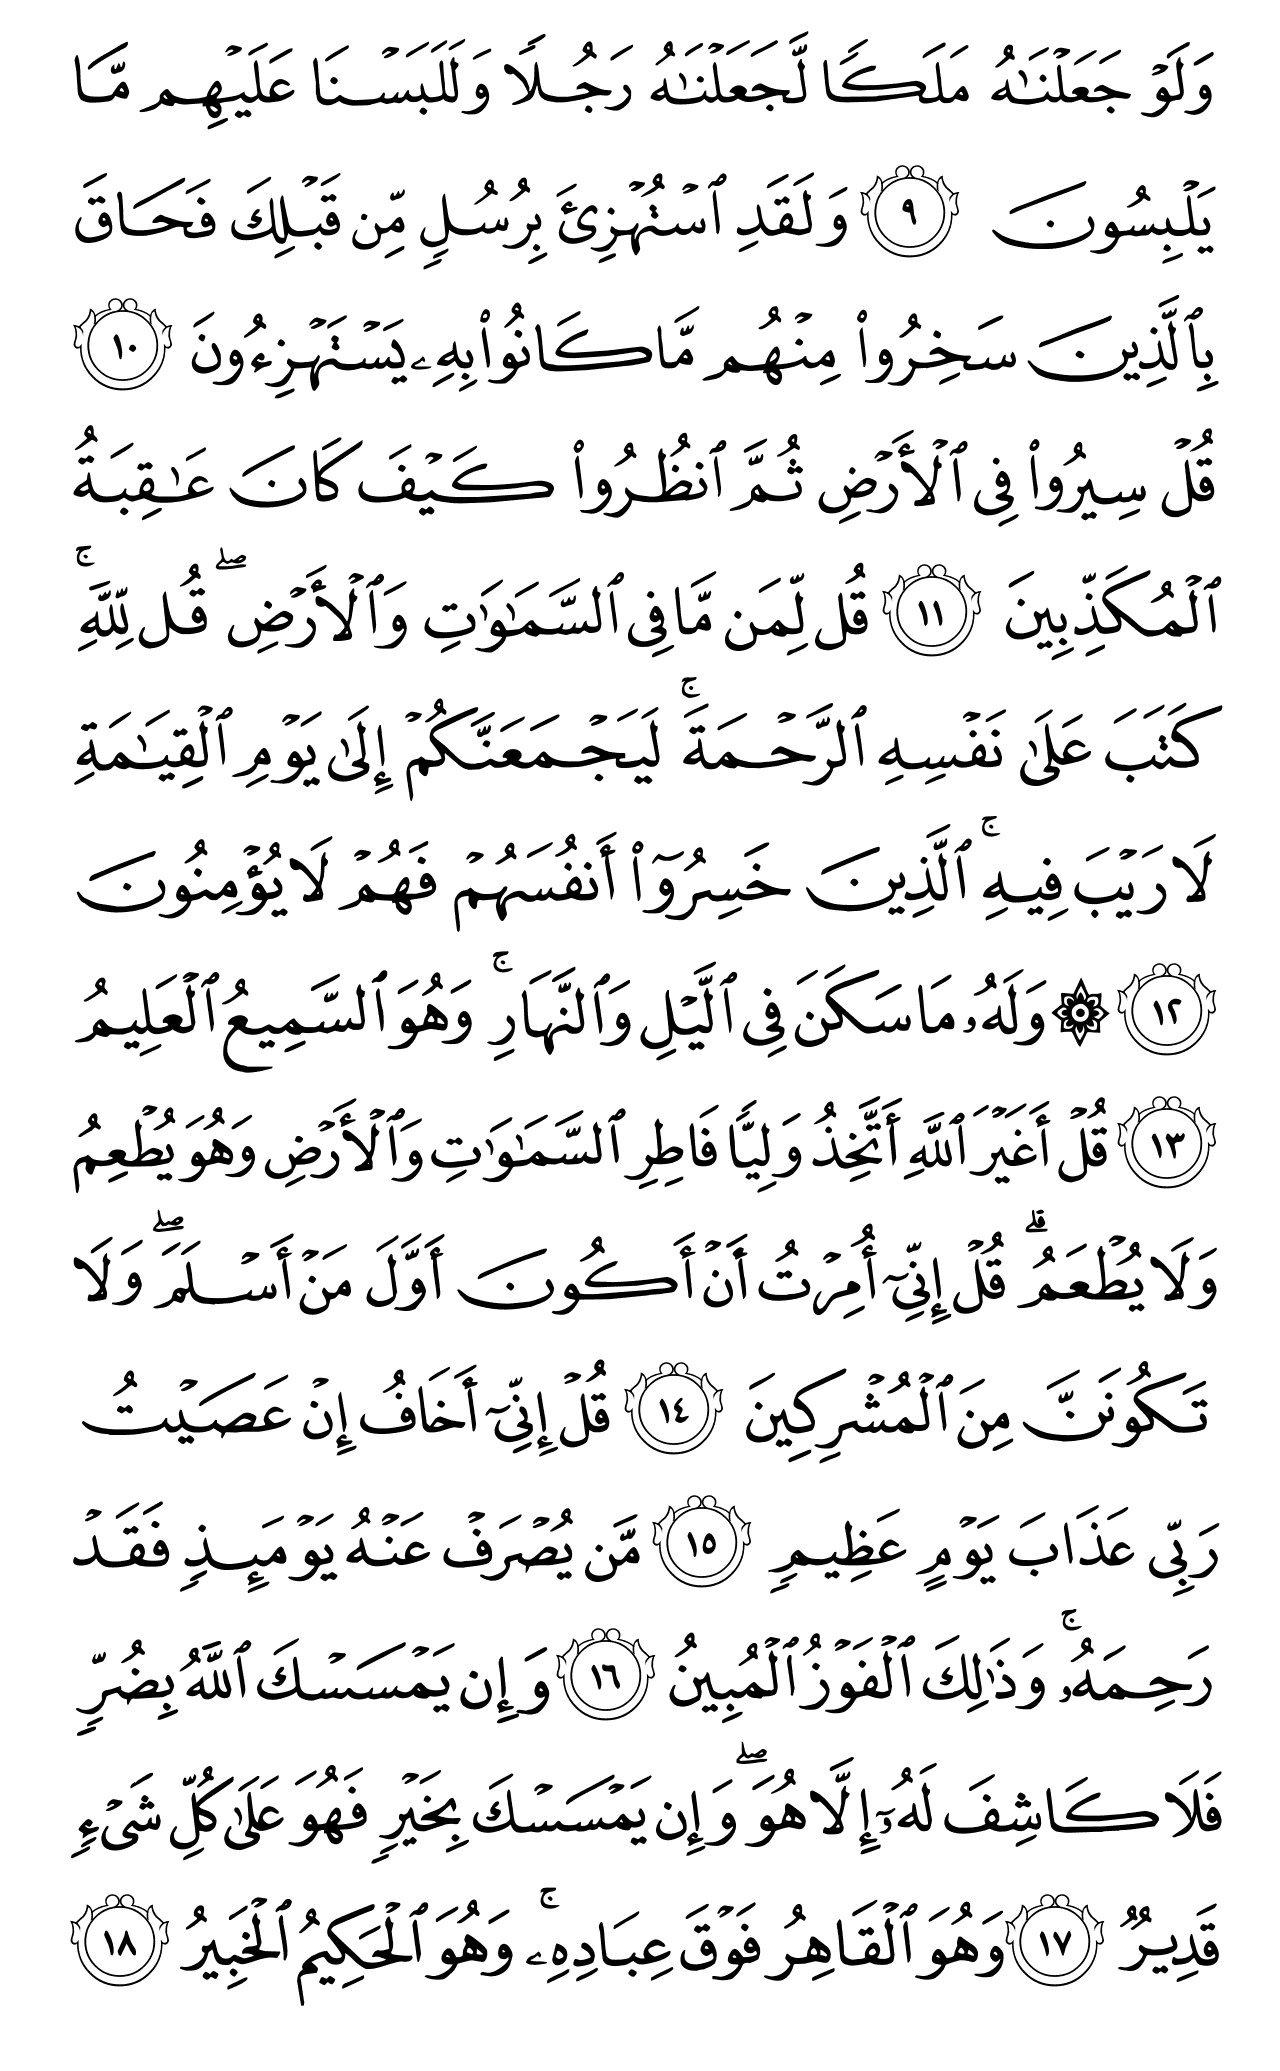 وَلَوۡ جَعَلۡنَٰهُ مَلَكٗا لَّجَعَلۡنَٰهُ رَجُلٗا وَلَلَبَسۡنَا عَلَيۡهِم مَّا
يَلۡبِسُونَ ٩ وَلَقَدِ ٱسۡتُهۡزِئَ بِرُسُلٖ مِّن قَبۡلِكَ فَحَاقَ
بِٱلَّذِينَ سَخِرُواْ مِنۡهُم مَّا كَانُواْ بِهِۦ يَسۡتَهۡزِءُونَ ١٠
قُلۡ سِيرُواْ فِي ٱلۡأَرۡضِ ثُمَّ ٱنظُرُواْ كَيۡفَ كَانَ عَٰقِبَةُ
ٱلۡمُكَذِّبِينَ ١١ قُل لِّمَن مَّا فِي ٱلسَّمَٰوَٰتِ وَٱلۡأَرۡضِۖ قُل لِّلَّهِۚ
كَتَبَ عَلَىٰ نَفۡسِهِ ٱلرَّحۡمَةَۚ لَيَجۡمَعَنَّكُمۡ إِلَىٰ يَوۡمِ ٱلۡقِيَٰمَةِ
لَا رَيۡبَ فِيهِۚ ٱلَّذِينَ خَسِرُوٓاْ أَنفُسَهُمۡ فَهُمۡ لَا يُؤۡمِنُونَ
١٢ ۞ وَلَهُۥ مَا سَكَنَ فِي ٱلَّيۡلِ وَٱلنَّهَارِۚ وَهُوَ ٱلسَّمِيعُ ٱلۡعَلِيمُ
١٣ قُلۡ أَغَيۡرَ ٱللَّهِ أَتَّخِذُ وَلِيّٗا فَاطِرِ ٱلسَّمَٰوَٰتِ وَٱلۡأَرۡضِ وَهُوَ يُطۡعِمُ
وَلَا يُطۡعَمُۗ قُلۡ إِنِّيٓ أُمِرۡتُ أَنۡ أَكُونَ أَوَّلَ مَنۡ أَسۡلَمَۖ وَلَا
تَكُونَنَّ مِنَ ٱلۡمُشۡرِكِينَ ١٤ قُلۡ إِنِّيٓ أَخَافُ إِنۡ عَصَيۡتُ
رَبِّي عَذَابَ يَوۡمٍ عَظِيمٖ ١٥ مَّن يُصۡرَفۡ عَنۡهُ يَوۡمَئِذٖ فَقَدۡ
رَحِمَهُۥۚ وَذَٰلِكَ ٱلۡفَوۡزُ ٱلۡمُبِينُ ١٦ وَإِن يَمۡسَسۡكَ ٱللَّهُ بِضُرّٖ
فَلَا كَاشِفَ لَهُۥٓ إِلَّا هُوَۖ وَإِن يَمۡسَسۡكَ بِخَيۡرٖ فَهُوَ عَلَىٰ كُلِّ شَيۡءٖ
قَدِيرٞ ١٧ وَهُوَ ٱلۡقَاهِرُ فَوۡقَ عِبَادِهِۦۚ وَهُوَ ٱلۡحَكِيمُ ٱلۡخَبِيرُ ١٨